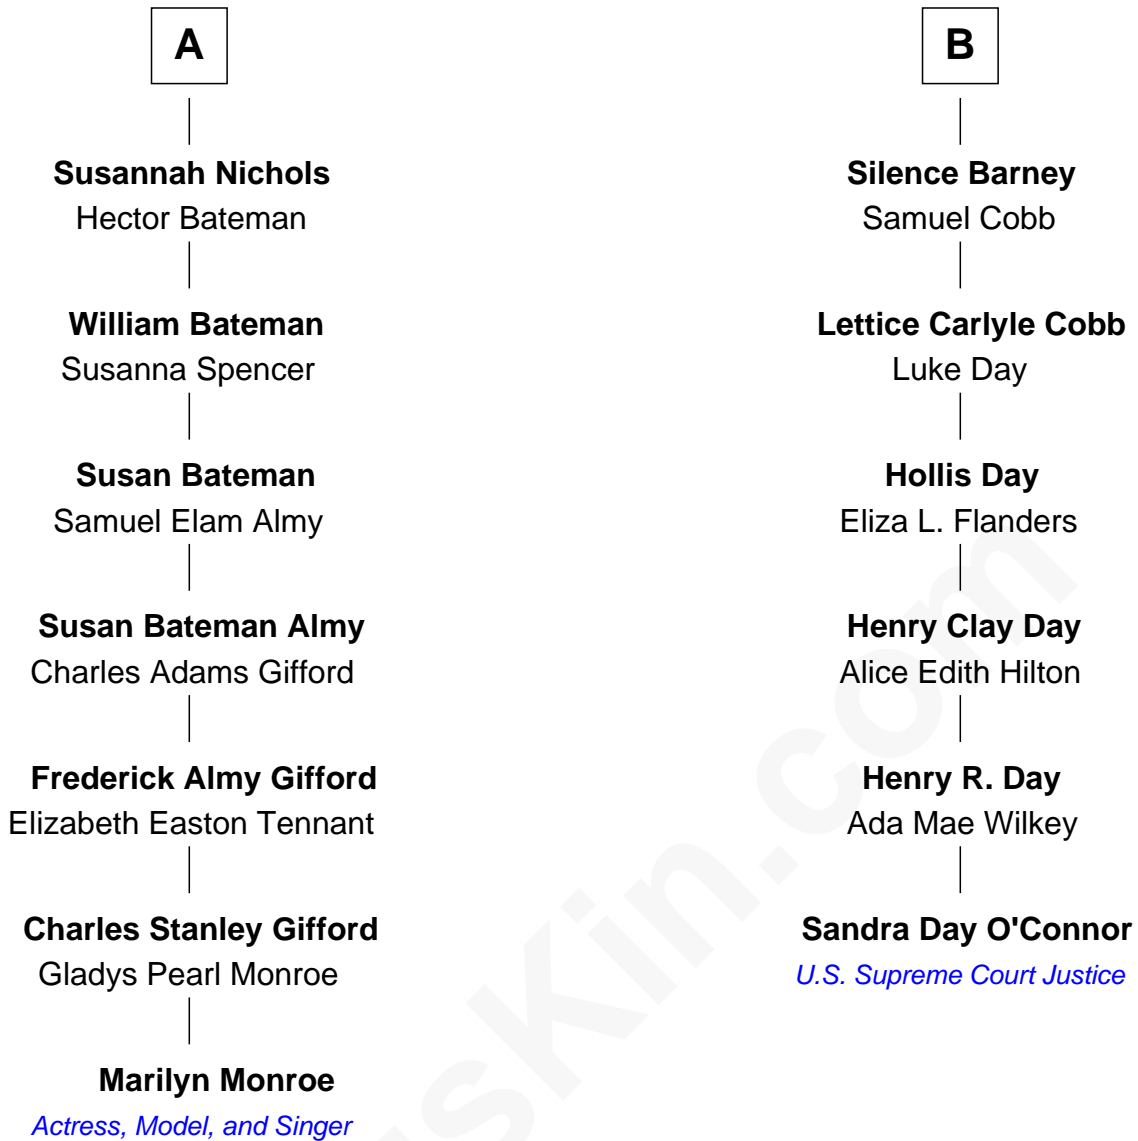 A
Susannah Nichols
Hector Bateman
William Bateman
Susanna Spencer
Susan Bateman
Samuel Elam Almy
Susan Bateman Almy
Charles Adams Gifford
Frederick Almy Gifford
Elizabeth Easton Tennant
Charles Stanley Gifford
Gladys Pearl Monroe
Marilyn Monroe
Actress, Model, and Singer
B
Silence Barney
Samuel Cobb
Lettice Carlyle Cobb
Luke Day
Hollis Day
Eliza L. Flanders
Henry Clay Day
Alice Edith Hilton
Henry R. Day
Ada Mae Wilkey
Sandra Day O'Connor
U.S. Supreme Court Justice